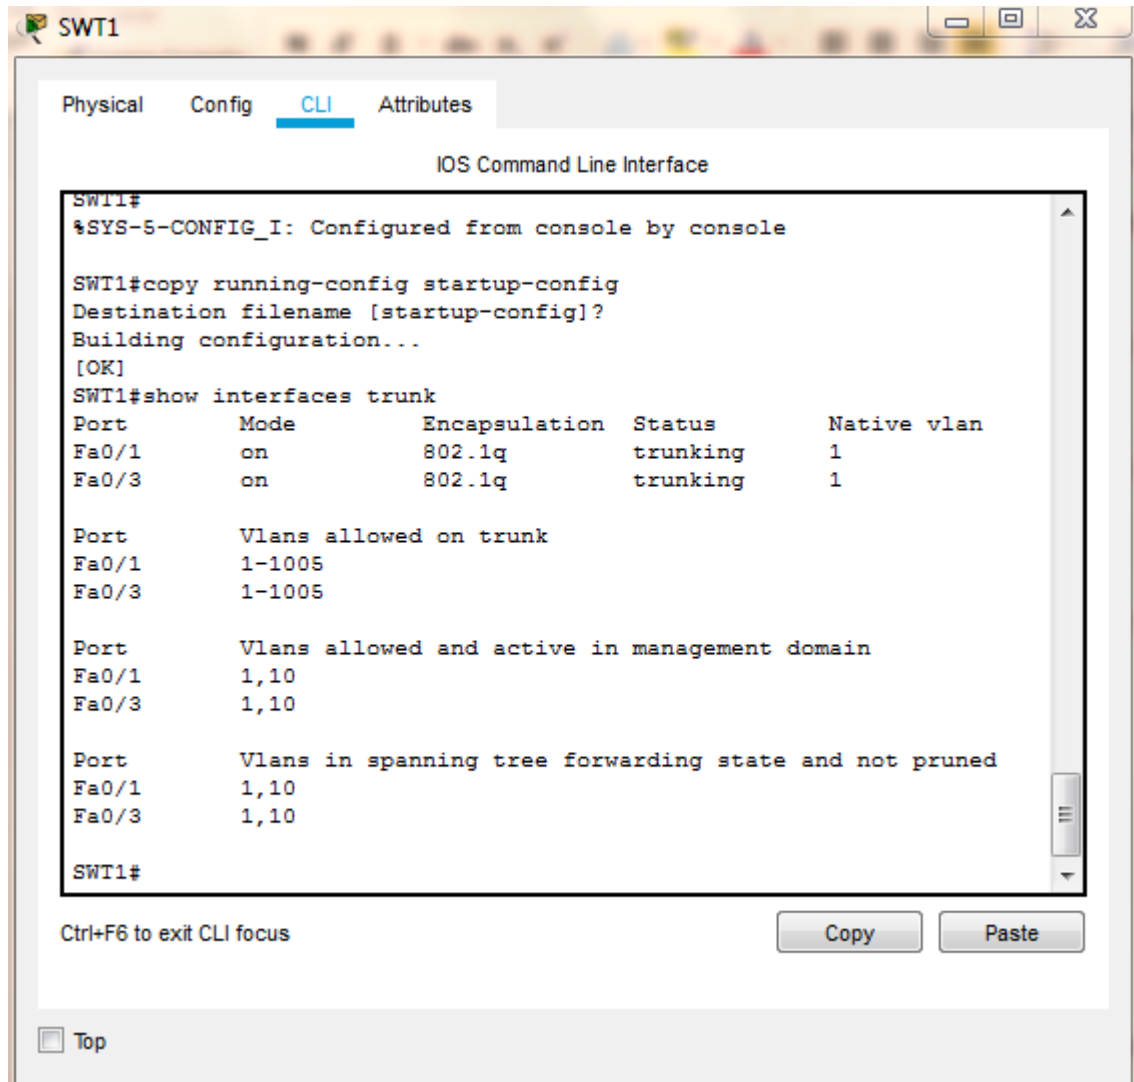 SWT1
Physical Config CLI Attributes
IOS Command Line Interface
SWT1#
%SYS-5-CONFIG_I: Configured from console by console
SWT1#copy running-config startup-config
Destination filename [startup-config]?
Building configuration...
[OK]
SWT1#show interfaces trunk
Port        Mode         Encapsulation  Status        Native vlan
Fa0/1       on           802.1q         trunking      1
Fa0/3       on           802.1q         trunking      1
Port        Vlans allowed on trunk
Fa0/1       1-1005
Fa0/3       1-1005
Port        Vlans allowed and active in management domain
Fa0/1       1,10
Fa0/3       1,10
Port        Vlans in spanning tree forwarding state and not pruned
Fa0/1       1,10
Fa0/3       1,10
SWT1#
Ctrl+F6 to exit CLI focus
Copy Paste
Top